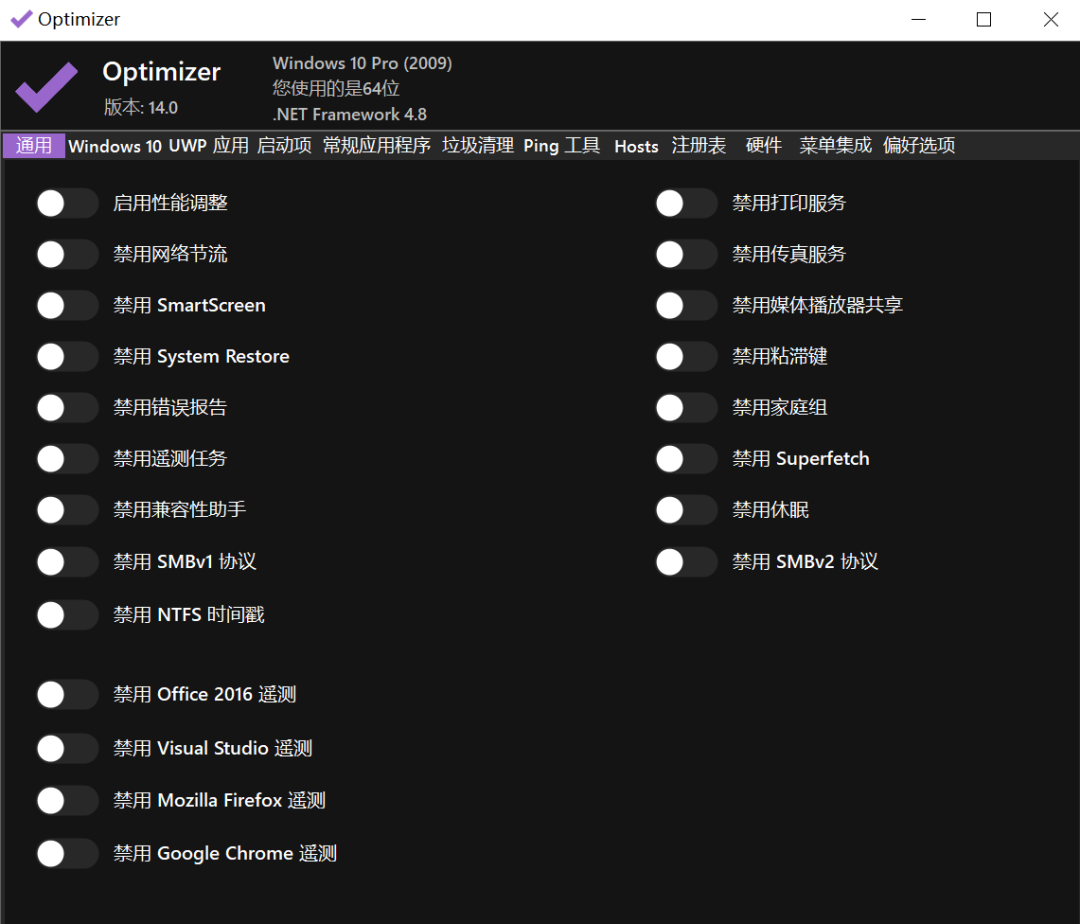 Optimizer
Optimizer
版本: 14.0
Windows 10 Pro (2009)
您使用的是64位
.NET Framework 4.8
通用 Windows 10 UWP 应用 启动项 常规应用程序 垃圾清理 Ping 工具 Hosts 注册表 硬件 菜单集成 偏好选项
启用性能调整
禁用网络节流
禁用 SmartScreen
禁用 System Restore
禁用错误报告
禁用遥测任务
禁用兼容性助手
禁用 SMBv1 协议
禁用 NTFS 时间戳
禁用 Office 2016 遥测
禁用 Visual Studio 遥测
禁用 Mozilla Firefox 遥测
禁用 Google Chrome 遥测
禁用打印服务
禁用传真服务
禁用媒体播放器共享
禁用粘滞键
禁用家庭组
禁用 Superfetch
禁用休眠
禁用 SMBv2 协议